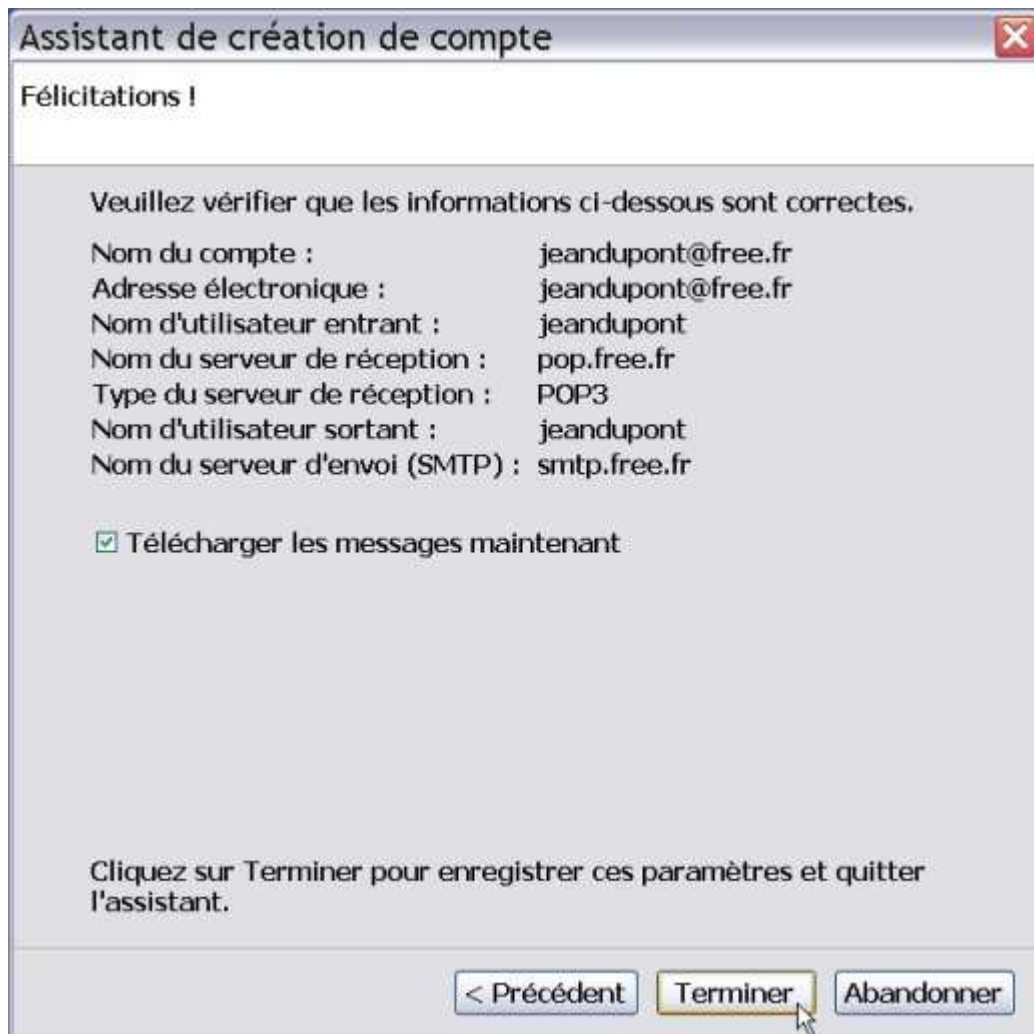 Assistant de création de compte
Félicitations !
Veuillez vérifier que les informations ci-dessous sont correctes.
Nom du compte : jeandupont@free.fr
Adresse électronique : jeandupont@free.fr
Nom d'utilisateur entrant : jeandupont
Nom du serveur de réception : pop.free.fr
Type du serveur de réception : POP3
Nom d'utilisateur sortant : jeandupont
Nom du serveur d'envoi (SMTP) : smtp.free.fr
Télécharger les messages maintenant
Cliquez sur Terminer pour enregistrer ces paramètres et quitter
l'assistant.
< Précédent Terminer Abandonner